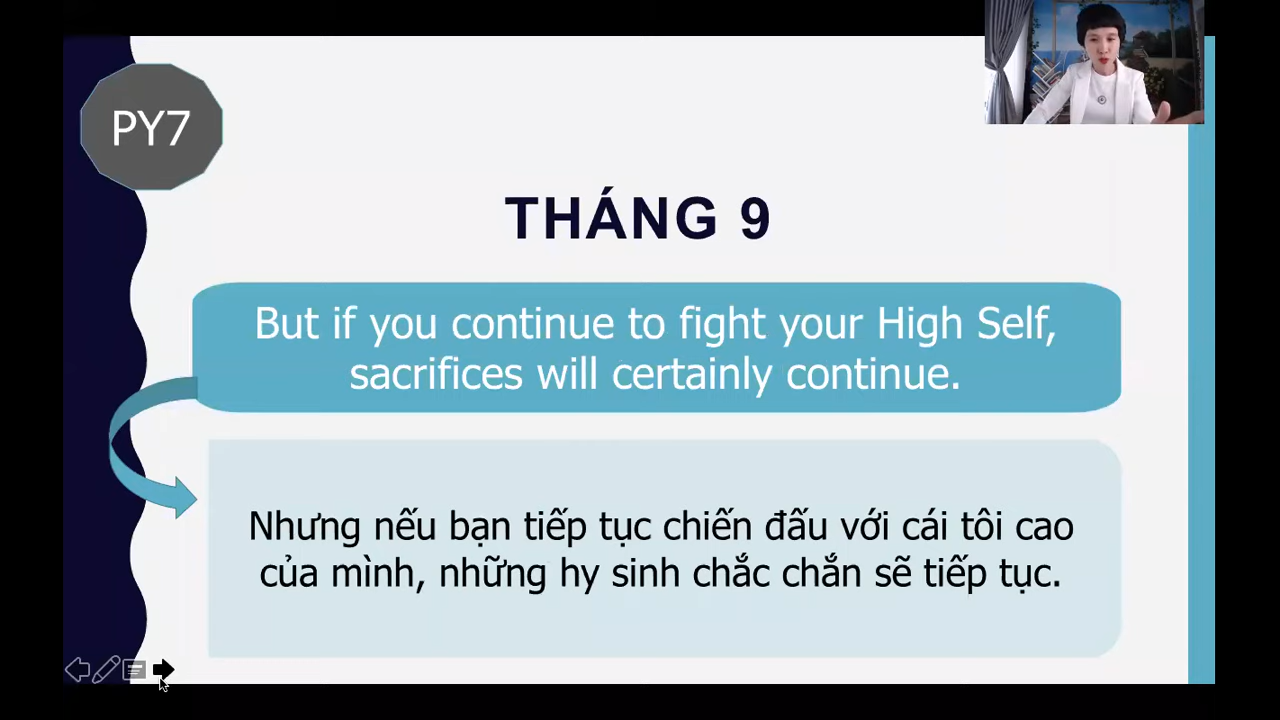 PY7
THÁNG 9
But if you continue to fight your High Self,
sacrifices will certainly continue.
Nhưng nếu bạn tiếp tục chiến đấu với cái tôi cao
của mình, những hy sinh chắc chắn sẽ tiếp tục.